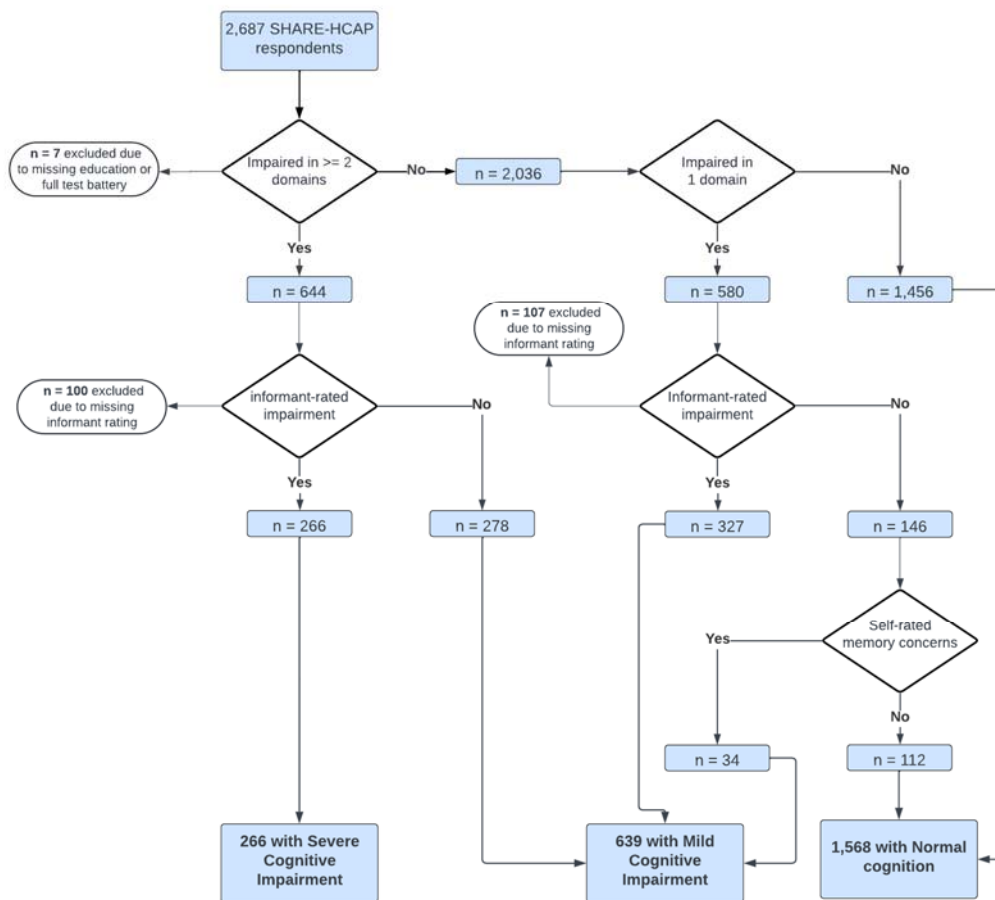 2,687 SHARE-HCAP
respondents
n = 7 excluded due
to missing education or
full test battery
Impaired in >= 2
domains
No
n = 2,036
Impaired in
1 domain
No
Yes
Yes
n = 644
n = 580
n = 1,456
n = 107 excluded
due to missing
informant rating
n = 100 excluded
due to missing
informant rating
informant-rated
impairment
No
Informant-rated
impairment
No
Yes
Yes
n = 266
n = 278
n = 327
n = 146
Self-rated
memory concerns
Yes
No
n = 34
n = 112
266 with Severe
Cognitive
Impairment
639 with Mild
Cognitive
Impairment
1,568 with Normal
cognition